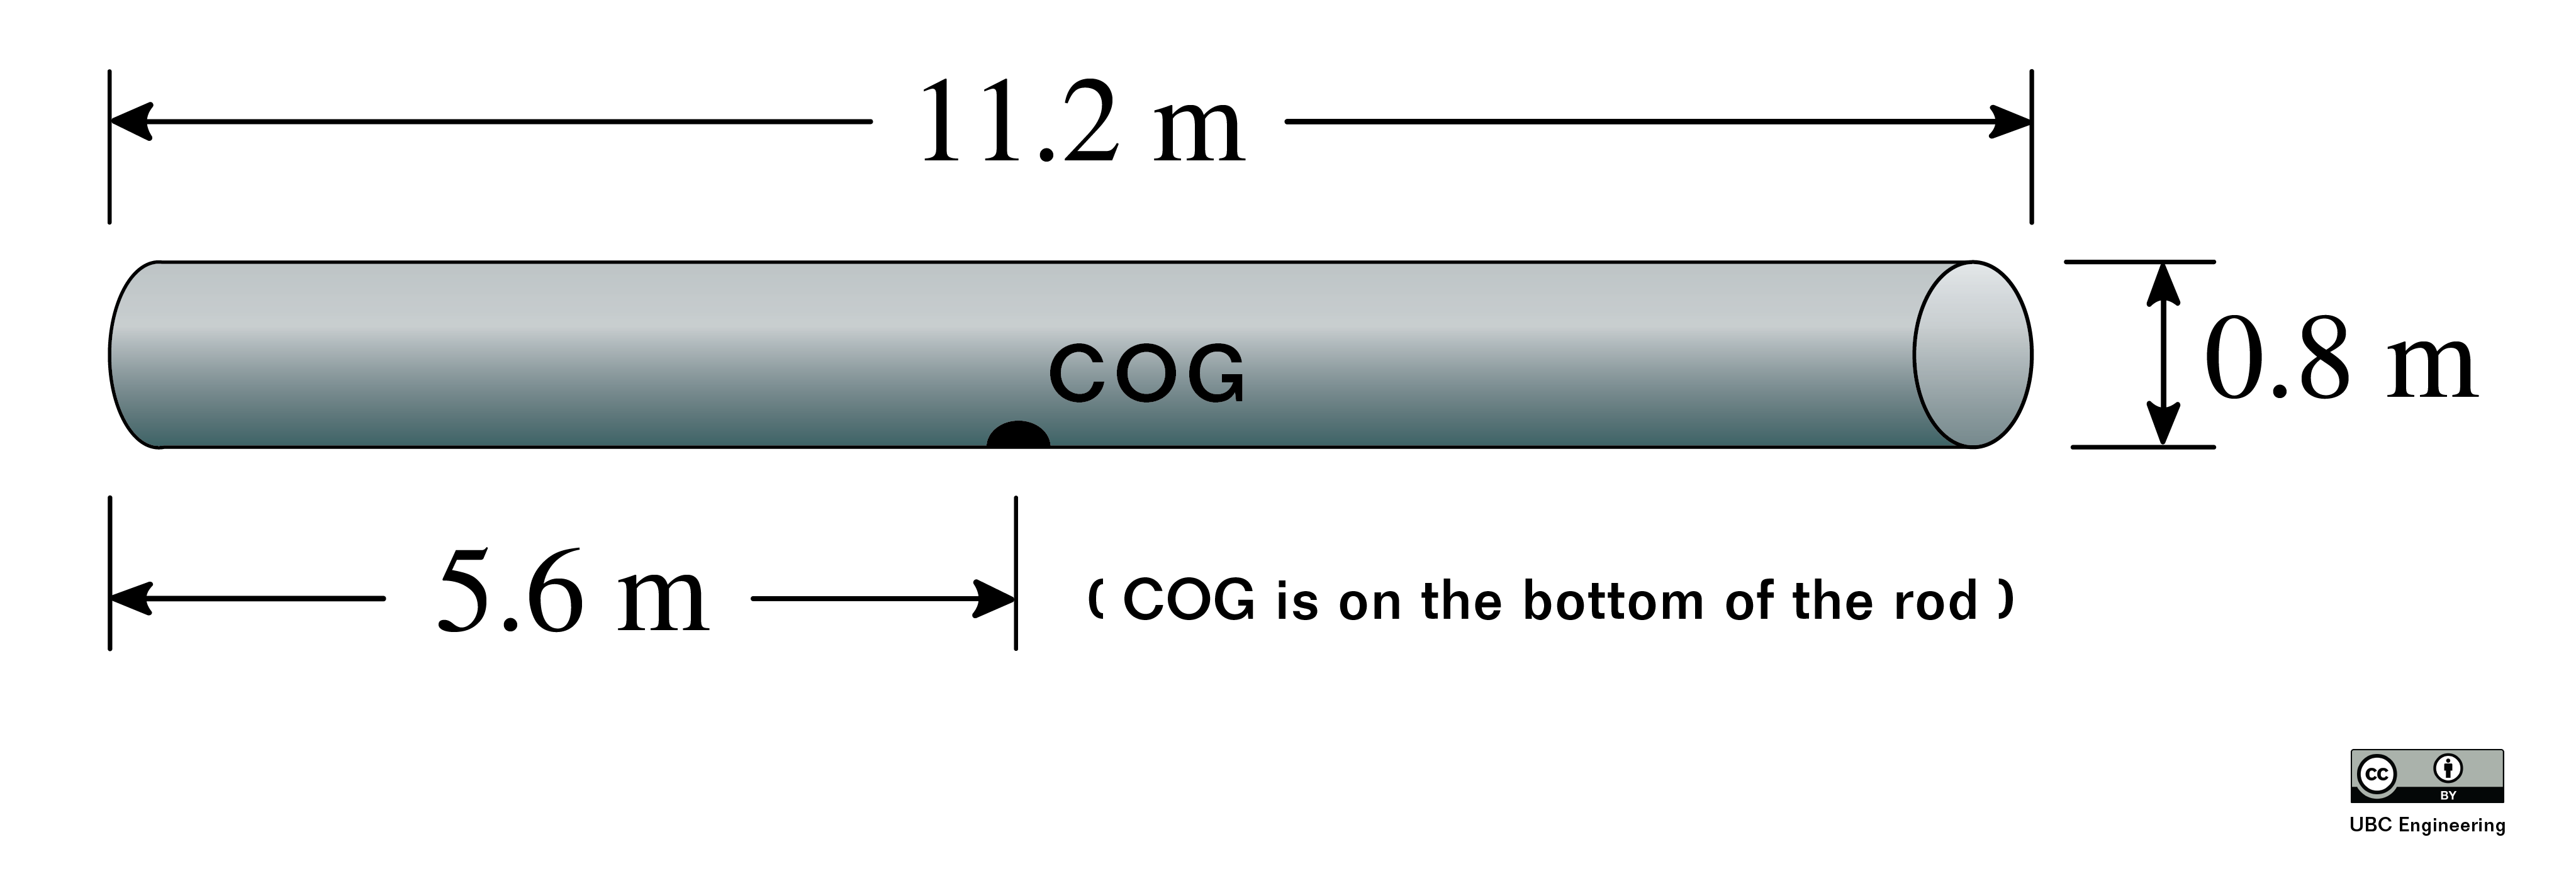 11.2 m
COG
0.8 m
5.6 m
( COG is on the bottom of the rod )
cc
BY
UBC Engineering